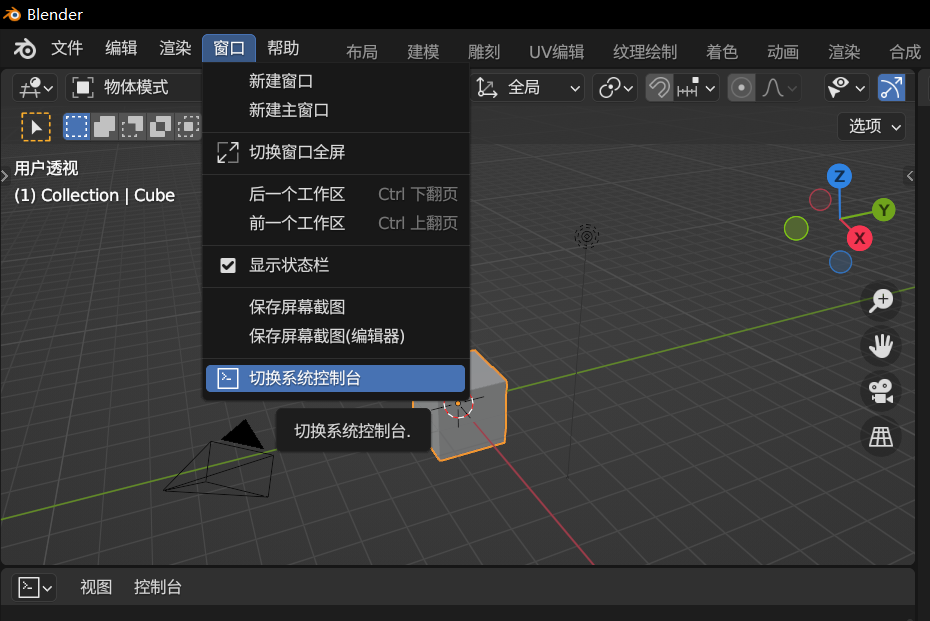 Blender
文件 编辑 渲染 窗口 帮助 布局 建模 雕刻 UV编辑 纹理绘制 着色 动画 渲染 合成
物体模式 全局
选项
用户透视
(1) Collection | Cube
新建窗口
新建主窗口
切换窗口全屏
后一个工作区 Ctrl 下翻页
前一个工作区 Ctrl 上翻页
显示状态栏
保存屏幕截图
保存屏幕截图(编辑器)
切换系统控制台
切换系统控制台.
Z
Y
X
视图 控制台